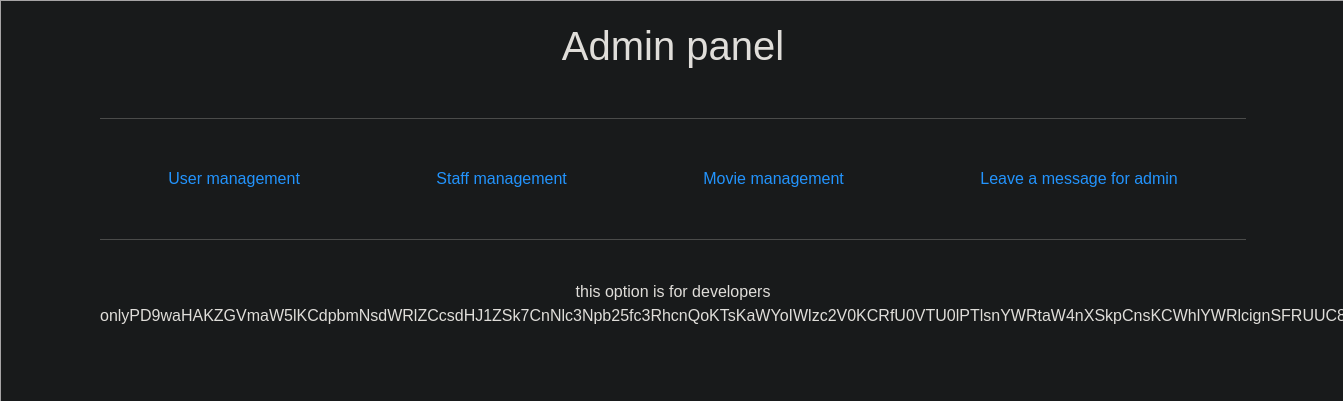 Admin panel
User management
Staff management
Movie management
Leave a message for admin
this option is for developers
onlyPD9waHAKZGVmaW5lKCdpbmNsdWRlZCcsdHJ1ZSk7CnNlc3Npb25fc3RhcnQoKTsKaWYoIWlzc2V0KCRfU0VTU0lPTlsnYWRtaW4nXSkpCnsKCWhlYWRlcignSFRUUC8